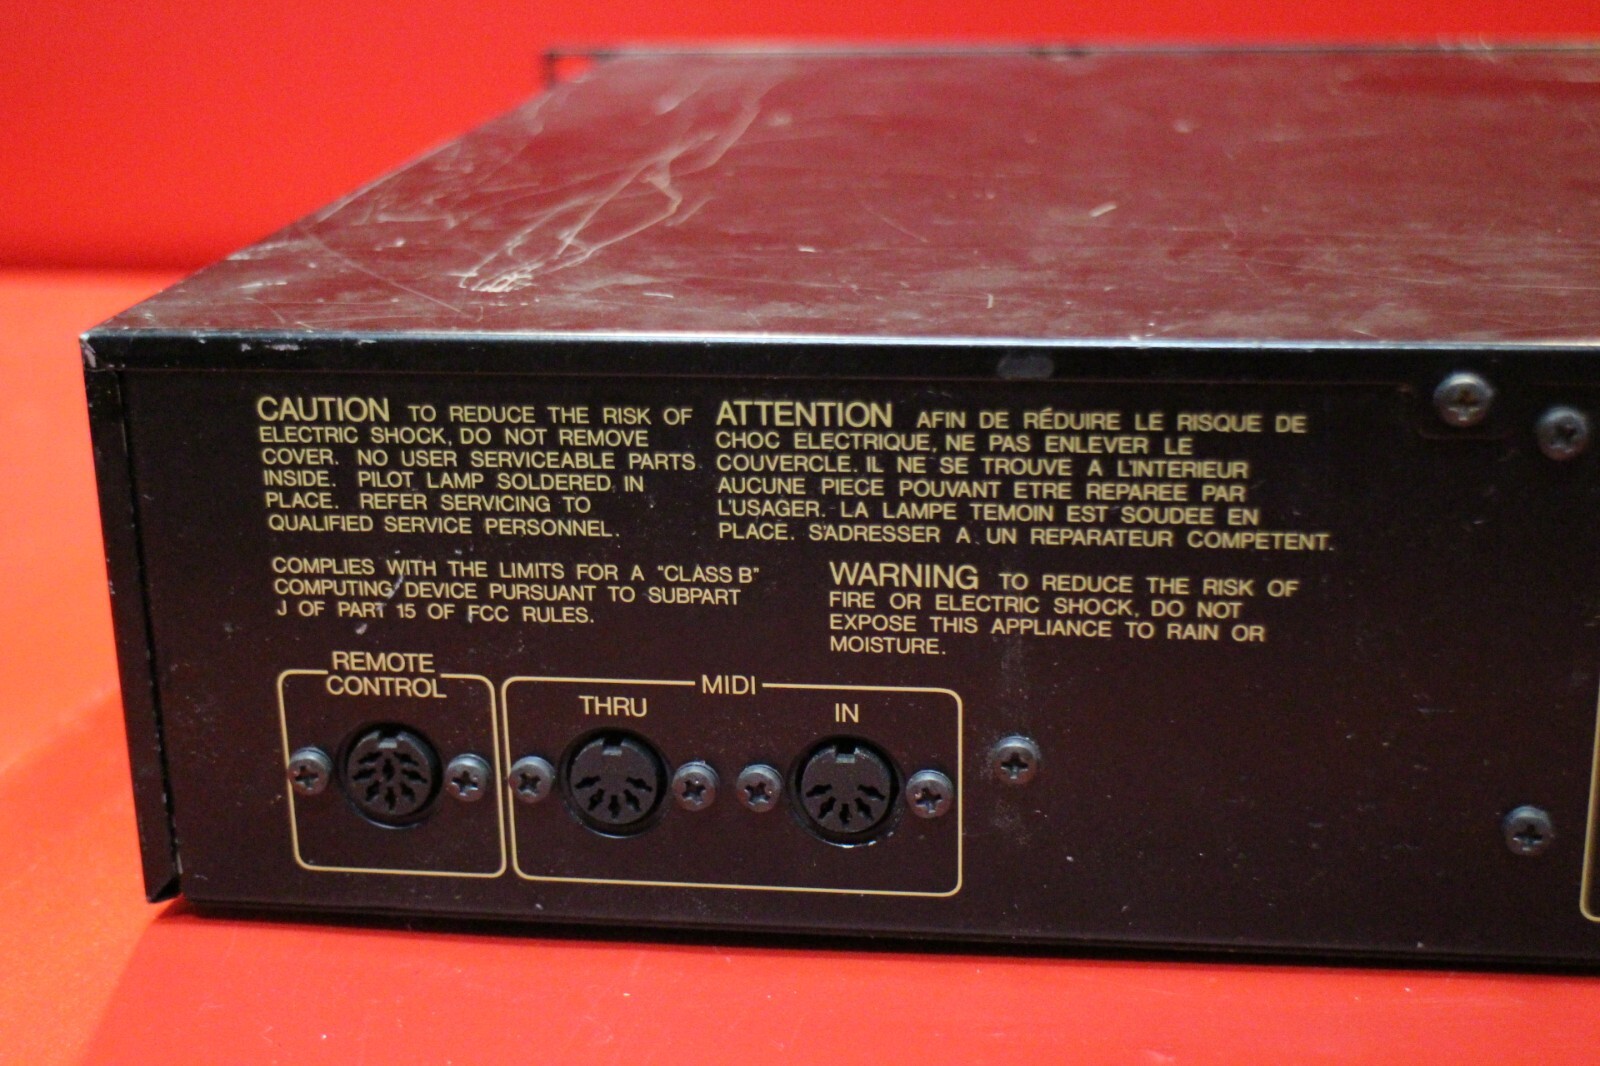 CAUTION TO REDUCE THE RISK OF
ELECTRIC SHOCK, DO NOT REMOVE
COVER. NO USER SERVICEABLE PARTS
INSIDE. PILOT LAMP SOLDERED IN
PLACE. REFER SERVICING TO
QUALIFIED SERVICE PERSONNEL.
ATTENTION AFIN DE RÉDUIRE LE RISQUE DE
CHOC ELECTRIQUE, NE PAS ENLEVER LE
COUVERCLE. IL NE SE TROUVE A L'INTERIEUR
AUCUNE PIECE POUVANT ETRE REPAREE PAR
L'USAGER. LA LAMPE TEMOIN EST SOUDEE EN
PLACE. S'ADRESSER A UN REPARATEUR COMPETENT.
COMPLIES WITH THE LIMITS FOR A "CLASS B"
COMPUTING DEVICE PURSUANT TO SUBPART
J OF PART 15 OF FCC RULES.
WARNING TO REDUCE THE RISK OF
FIRE OR ELECTRIC SHOCK, DO NOT
EXPOSE THIS APPLIANCE TO RAIN OR
MOISTURE.
REMOTE
CONTROL
MIDI
THRU
IN